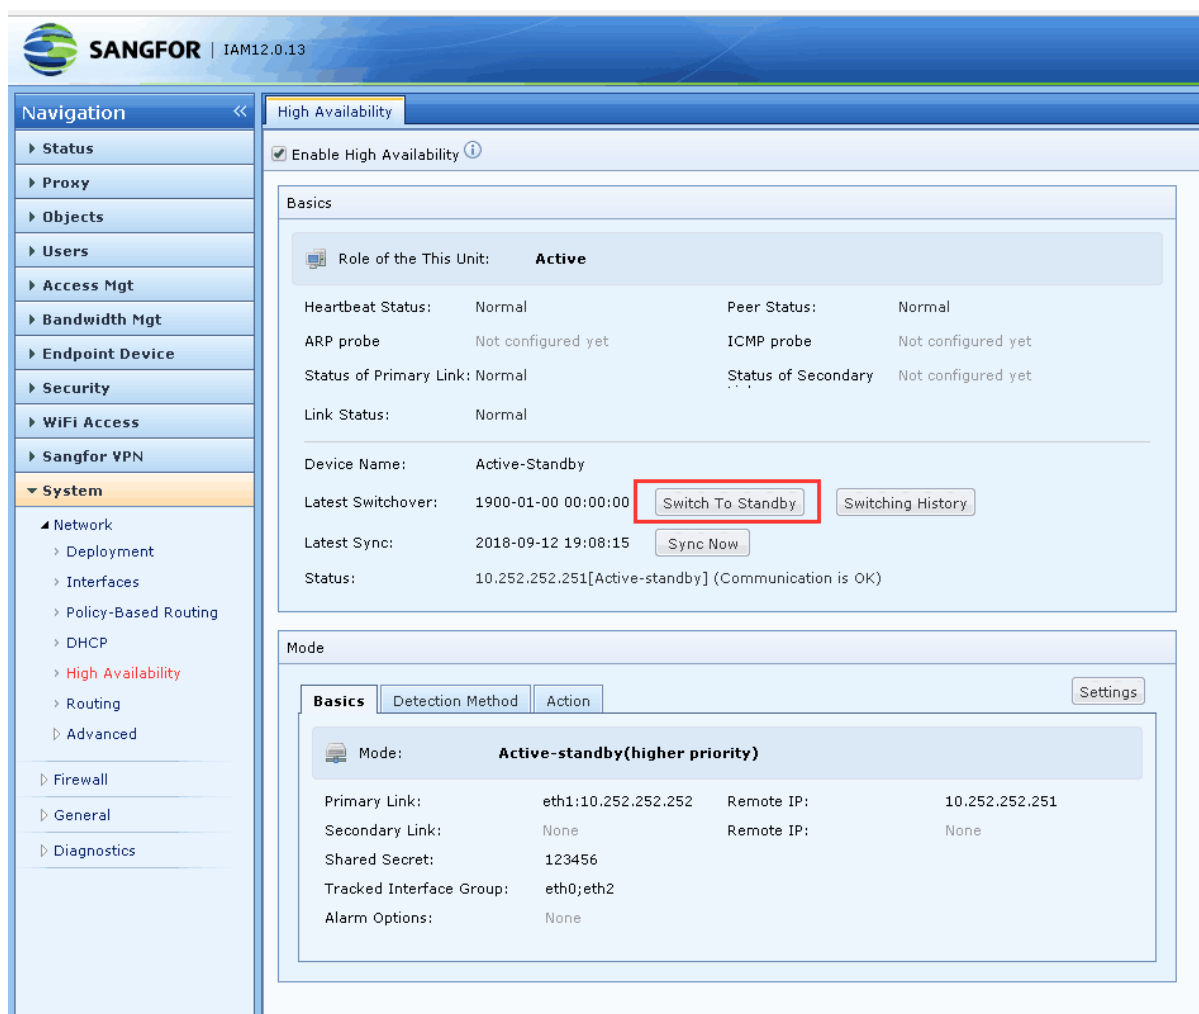 SANGFOR | IAM12.0.13
Navigation «
High Availability
Status
Enable High Availability
Proxy
Objects
Users
Access Mgt
Bandwidth Mgt
Endpoint Device
Security
WiFi Access
Sangfor VPN
System
Network
Deployment
Interfaces
Policy-Based Routing
DHCP
High Availability
Routing
Advanced
Firewall
General
Diagnostics
Basics
Role of the This Unit: Active
Heartbeat Status: Normal Peer Status: Normal
ARP probe Not configured yet ICMP probe Not configured yet
Status of Primary Link: Normal Status of Secondary Not configured yet
Link Status: Normal
Device Name: Active-Standby
Latest Switchover: 1900-01-00 00:00:00 Switch To Standby Switching History
Latest Sync: 2018-09-12 19:08:15 Sync Now
Status: 10.252.252.251[Active-standby] (Communication is OK)
Mode
Basics Detection Method Action Settings
Mode: Active-standby(higher priority)
Primary Link: eth1:10.252.252.252 Remote IP: 10.252.252.251
Secondary Link: None Remote IP: None
Shared Secret: 123456
Tracked Interface Group: eth0;eth2
Alarm Options: None